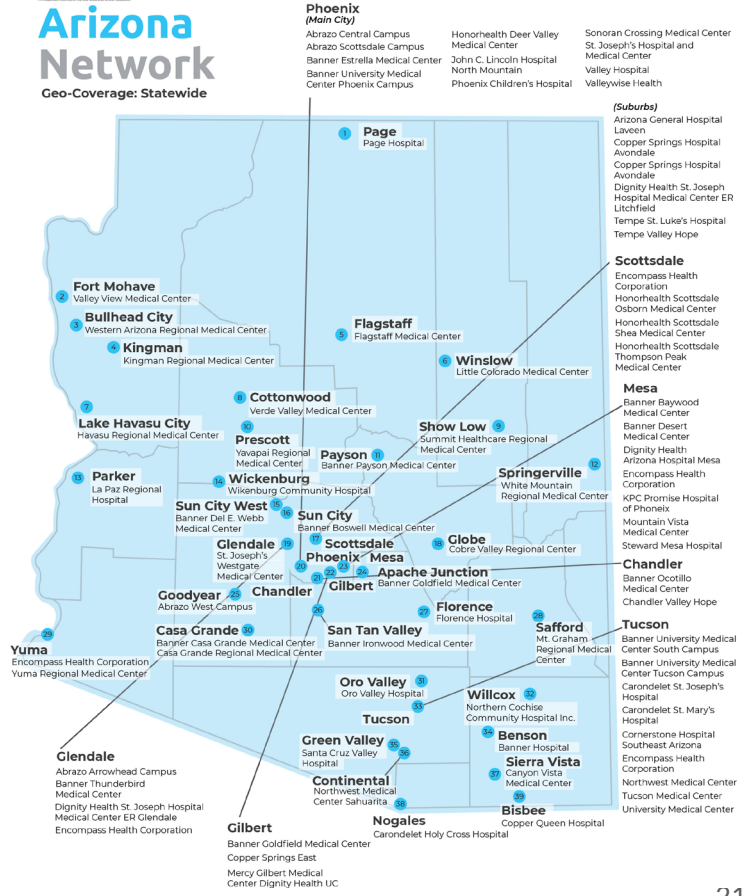 Arizona
Network
Geo-Coverage: Statewide
Phoenix
(Main City)
Abrazo Central Campus
Abrazo Scottsdale Campus
Banner Estrella Medical Center
Banner University Medical
Center Phoenix Campus
Honorhealth Deer Valley
Medical Center
John C. Lincoln Hospital
North Mountain
Phoenix Children's Hospital
Sonoran Crossing Medical Center
St. Joseph's Hospital and
Medical Center
Valley Hospital
Valleywise Health
(Suburbs)
Arizona General Hospital
Laveen
Copper Springs Hospital
Avondale
Copper Springs Hospital
Avondale
Dignity Health St. Joseph
Hospital Medical Center ER
Litchfield
Tempe St. Luke's Hospital
Tempe Valley Hope
Scottsdale
Encompass Health
Corporation
Honorhealth Scottsdale
Osborn Medical Center
Honorhealth Scottsdale
Shea Medical Center
Honorhealth Scottsdale
Thompson Peak
Medical Center
Mesa
Banner Baywood
Medical Center
Banner Desert
Medical Center
Dignity Health
Arizona Hospital Mesa
Encompass Health
Corporation
KPC Promise Hospital
of Phoneix
Mountain Vista
Medical Center
Steward Mesa Hospital
Chandler
Banner Ocotillo
Medical Center
Chandler Valley Hope
Tucson
Banner University Medical
Center South Campus
Banner University Medical
Center Tucson Campus
Carondelet St. Joseph's
Hospital
Carondelet St. Mary's
Hospital
Cornerstone Hospital
Southeast Arizona
Encompass Health
Corporation
Northwest Medical Center
Tucson Medical Center
University Medical Center
1 Page
Page Hospital
2 Fort Mohave
Valley View Medical Center
3 Bullhead City
Western Arizona Regional Medical Center
4 Kingman
Kingman Regional Medical Center
5 Flagstaff
Flagstaff Medical Center
6 Winslow
Little Colorado Medical Center
7
Lake Havasu City
Havasu Regional Medical Center
8 Cottonwood
Verde Valley Medical Center
Show Low 9
Summit Healthcare Regional
Medical Center
10
Prescott
Yavapai Regional
Medical Center
Payson 11
Banner Payson Medical Center
12
Springerville
White Mountain
Regional Medical Center
13 Parker
La Paz Regional
Hospital
14 Wickenburg
Wikenburg Community Hospital
Sun City West 15
Banner Del E. Webb
Medical Center
16 Sun City
Banner Boswell Medical Center
17 Scottsdale
18 Globe
Cobre Valley Regional Center
Glendale 19
St. Joseph's
Westgate
Medical Center
20 Phoenix
Mesa
21 22 23
24 Apache Junction
Banner Goldfield Medical Center
Gilbert
Chandler
Goodyear 25
Abrazo West Campus
26
San Tan Valley
Banner Ironwood Medical Center
27 Florence
Florence Hospital
28
Safford
Mt. Graham
Regional Medical
Center
29
Yuma
Encompass Health Corporation
Yuma Regional Medical Center
Casa Grande 30
Banner Casa Grande Medical Center
Casa Grande Regional Medical Center
Oro Valley 31
Oro Valley Hospital
Willcox 32
Northern Cochise
Community Hospital Inc.
33
Tucson
34 Benson
Banner Hospital
Green Valley 35
Santa Cruz Valley
Hospital
36
Continental
Northwest Medical
Center Sahuarita
Sierra Vista
37 Canyon Vista
Medical Center
38
Nogales
Carondelet Holy Cross Hospital
39
Bisbee
Copper Queen Hospital
Glendale
Abrazo Arrowhead Campus
Banner Thunderbird
Medical Center
Dignity Health St. Joseph Hospital
Medical Center ER Glendale
Encompass Health Corporation
Gilbert
Banner Goldfield Medical Center
Copper Springs East
Mercy Gilbert Medical
Center Dignity Health UC